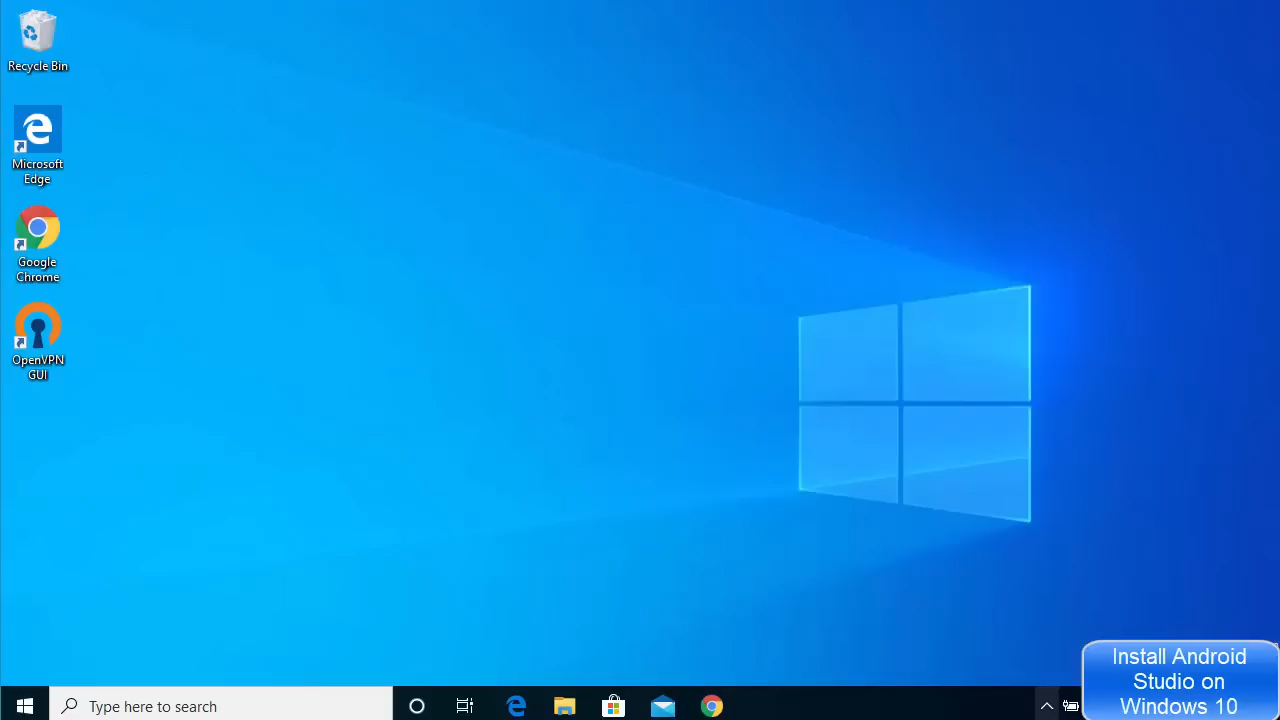 Recycle Bin
Microsoft
Edge
Google
Chrome
OpenVPN
GUI
Type here to search
Install Android
Studio on
Windows 10